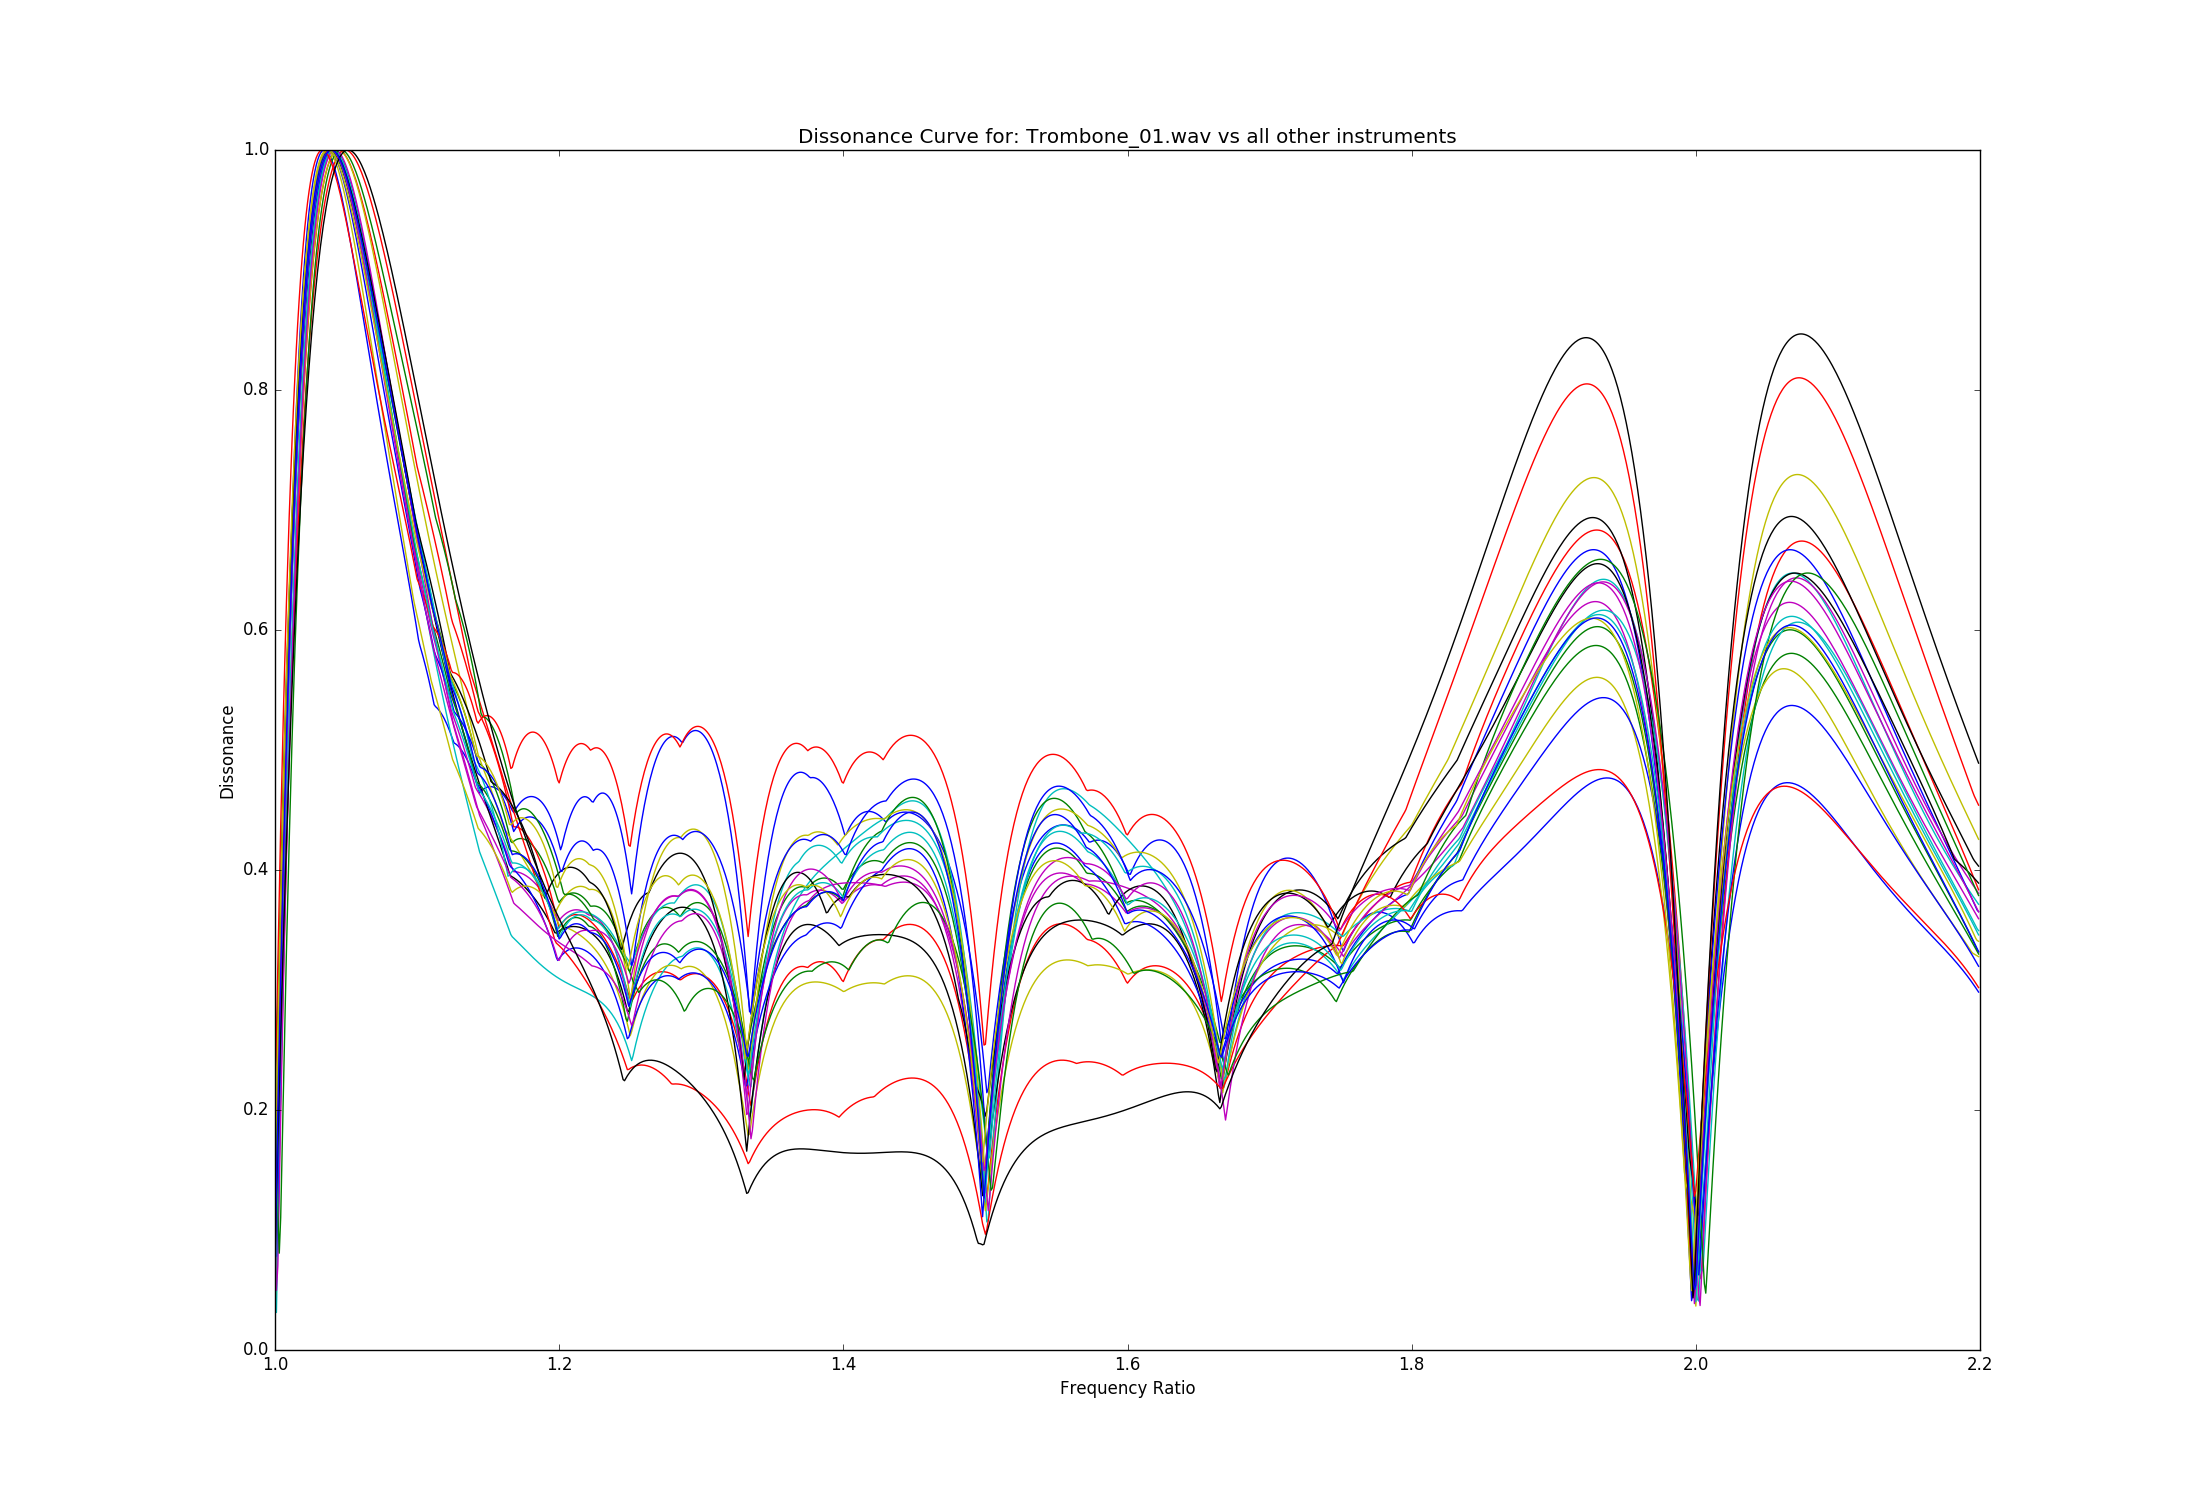 Dissonance Curve for: Trombone_01.wav vs all other instruments
1.0
0.8
0.6
0.4
0.2
0.0
Dissonance
1.0 1.2 1.4 1.6 1.8 2.0 2.2
Frequency Ratio